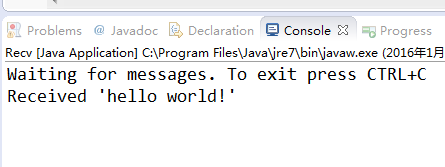 Problems @ Javadoc Declaration Console Progress
Recv [Java Application] C:\Program Files\Java\jre7\bin\javaw.exe (2016年1月
Waiting for messages. To exit press CTRL+C
Received 'hello world!'